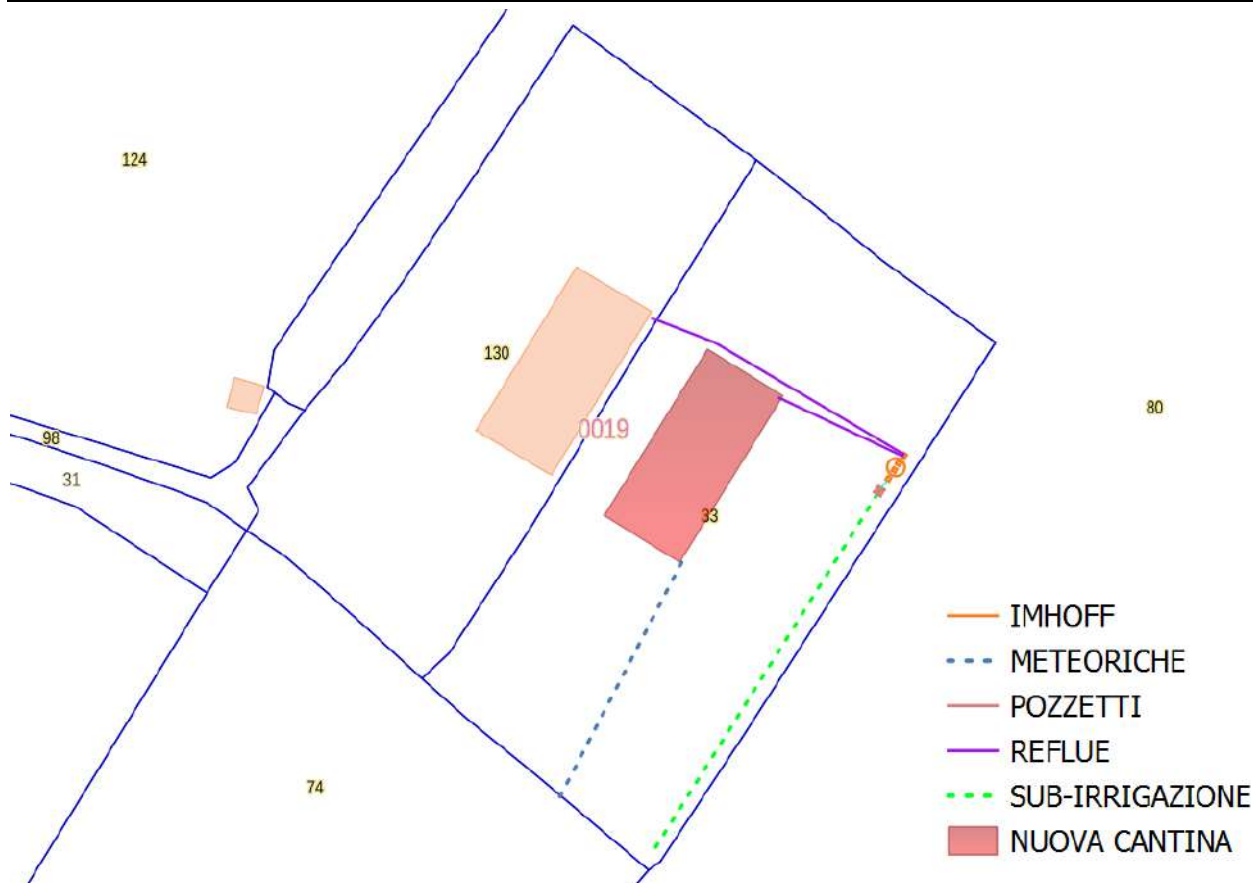 124
130
0019
80
98
31
33
74
IMHOFF
METEORICHE
POZZETTI
REFLUE
SUB-IRRIGAZIONE
NUOVA CANTINA